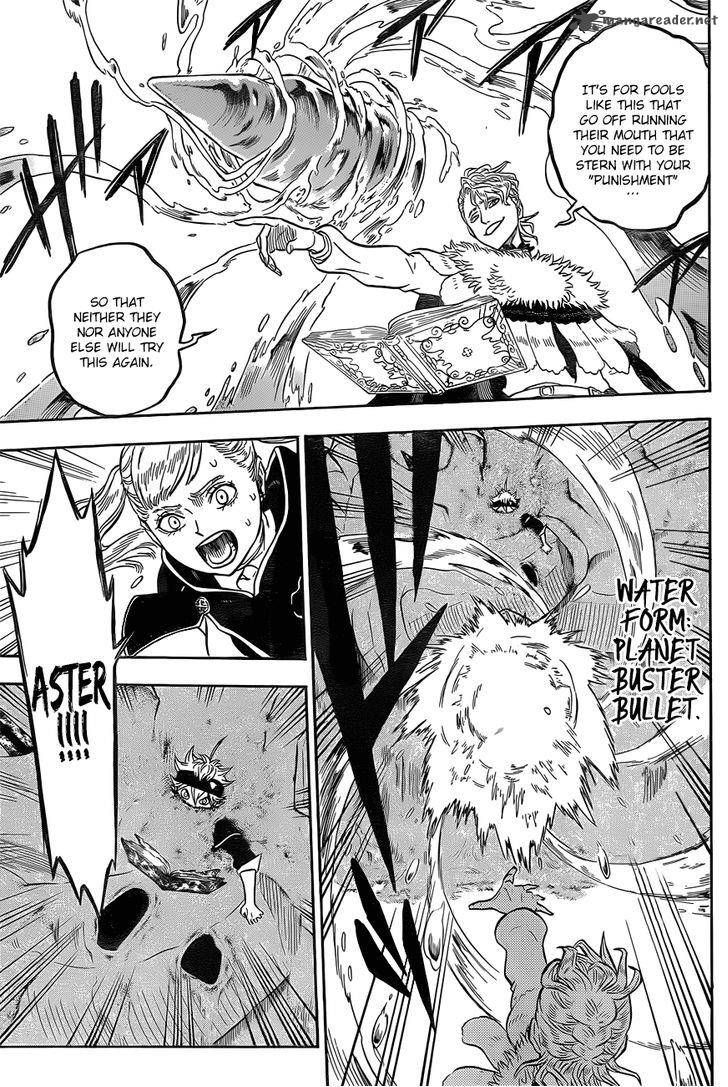 mangareader.net
IT'S FOR FOOLS
LIKE THIS THAT
GO OFF RUNNING
THEIR MOUTH THAT
YOU NEED TO BE
STERN WITH YOUR
"PUNISHMENT"
...
SO THAT
NEITHER THEY
NOR ANYONE
ELSE WILL TRY
THIS AGAIN.
WATER
FORM:
PLANET
BUSTER
BULLET.
ASTER
!!!!